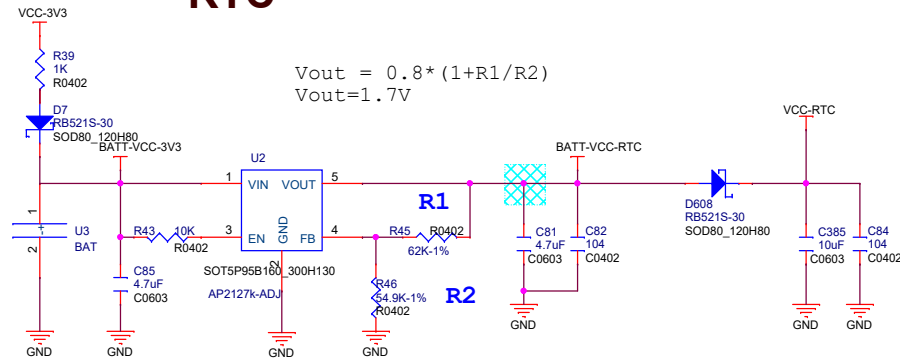 RTC
VCC-3V3
R39
1K
R0402
Vout = 0.8*(1+R1/R2)
Vout=1.7V
D7
RB521S-30
SOD80_120H80
VCC-RTC
BATT-VCC-3V3
U2
BATT-VCC-RTC
1
VIN
VOUT
5
R1
D608
RB521S-30
SOD80_120H80
1
U3
BAT
2
R43
10K
R0402
3
EN
GND
FB
4
R45
R0402
62K-1%
C81
4.7uF
C0603
C82
104
C0402
C385
10uF
C0603
C84
104
C0402
2
SOT5P95B160_300H130
C85
4.7uF
C0603
AP2127k-ADJ
R46
54.9K-1%
R0402
R2
GND
GND
GND
GND
GND
GND
GND